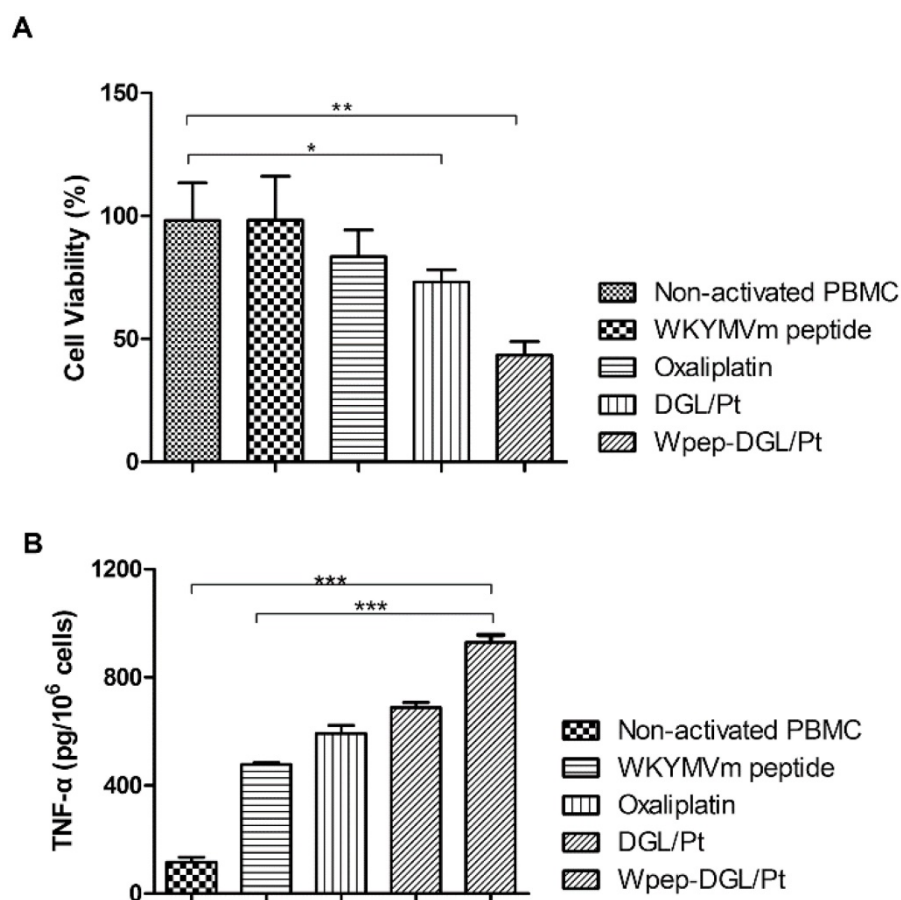 A
150
100
50
0
Cell Viability (%)
**
*
Non-activated PBMC
WKYMVm peptide
Oxaliplatin
DGL/Pt
Wpep-DGL/Pt
B
1200
800
400
0
TNF-α (pg/10⁶ cells)
***
***
Non-activated PBMC
WKYMVm peptide
Oxaliplatin
DGL/Pt
Wpep-DGL/Pt